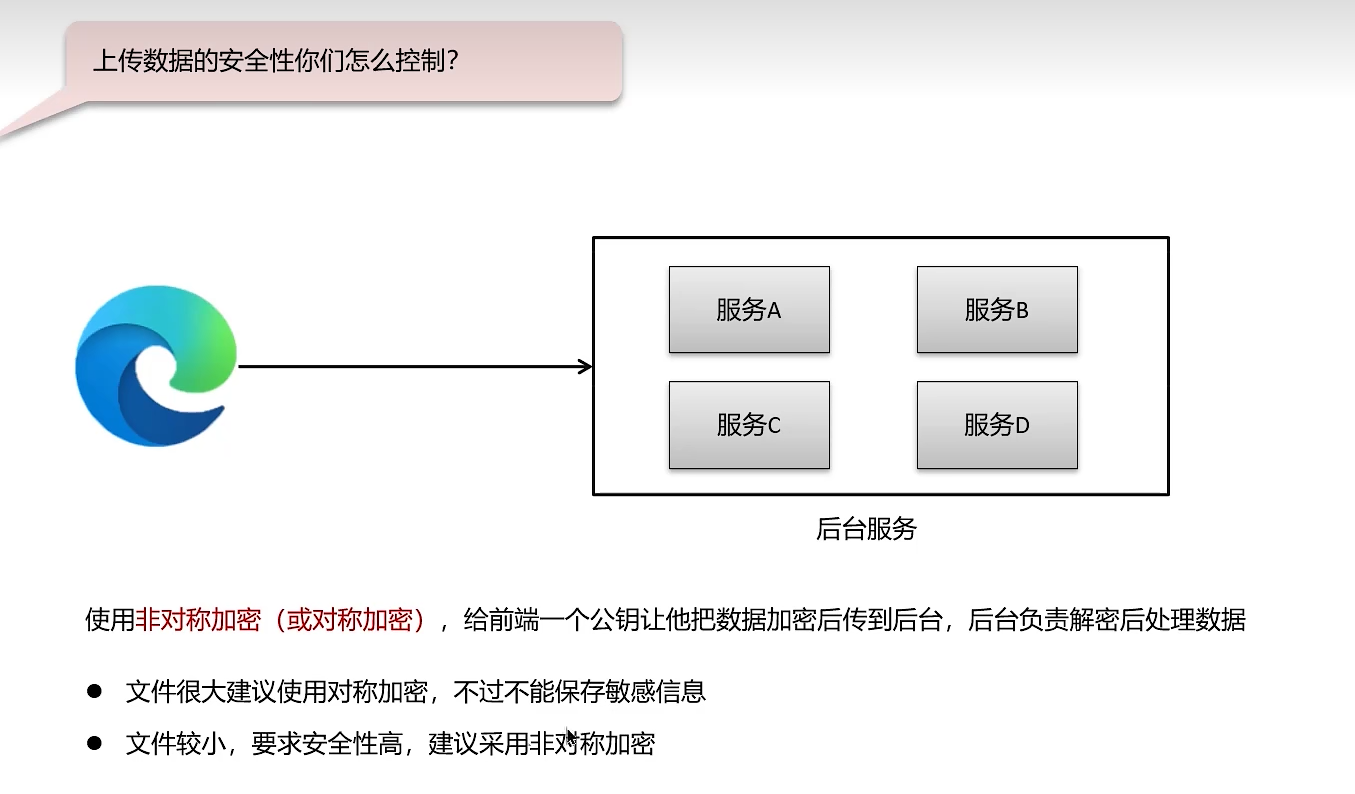 上传数据的安全性你们怎么控制？
服务A
服务B
服务C
服务D
后台服务
使用非对称加密（或对称加密），给前端一个公钥让他把数据加密后传到后台，后台负责解密后处理数据
● 文件很大建议使用对称加密，不过不能保存敏感信息
● 文件较小，要求安全性高，建议采用非对称加密